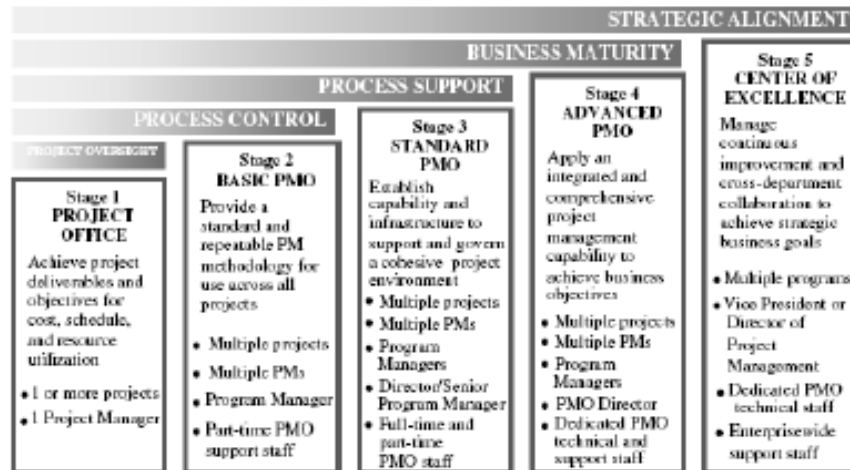 STRATEGIC ALIGNMENT
BUSINESS MATURITY
PROCESS SUPPORT
PROCESS CONTROL
PROJECT OVERSIGHT
Stage 1
PROJECT
OFFICE
Achieve project
deliverables and
objectives for
cost, schedule,
and resource
utilization
• 1 or more projects
• 1 Project Manager
Stage 2
BASIC PMO
Provide a
standard and
repeatable PM
methodology for
use across all
projects
• Multiple projects
• Multiple PMs
• Program Manager
• Part-time PMO
support staff
Stage 3
STANDARD
PMO
Establish
capability and
infrastructure to
support and govern
a cohesive project
environment
• Multiple projects
• Multiple PMs
• Program
Managers
• Director/Senior
Program Manager
• Full-time and
part-time
PMO staff
Stage 4
ADVANCED
PMO
Apply an
integrated and
comprehensive
project
management
capability to
achieve business
objectives
• Multiple projects
• Multiple PMs
• Program
Managers
• PMO Director
• Dedicated PMO
technical and
support staff
Stage 5
CENTER OF
EXCELLENCE
Manage
continuous
improvement and
cross-department
collaboration to
achieve strategic
business goals
• Multiple programs
• Vice President or
Director of
Project
Management
• Dedicated PMO
technical staff
• Enterprisewide
support staff